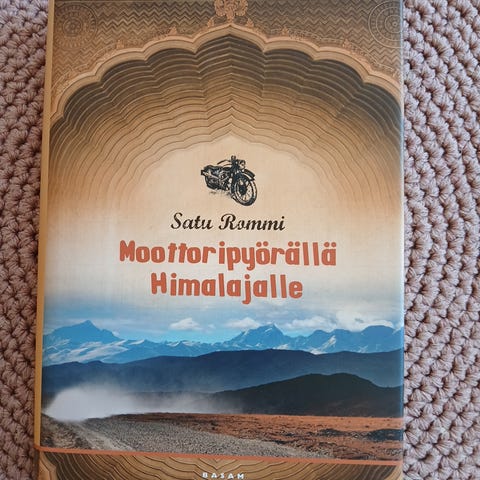 Satu Rommi
Moottoripyörällä
Himalajalle
BASAM